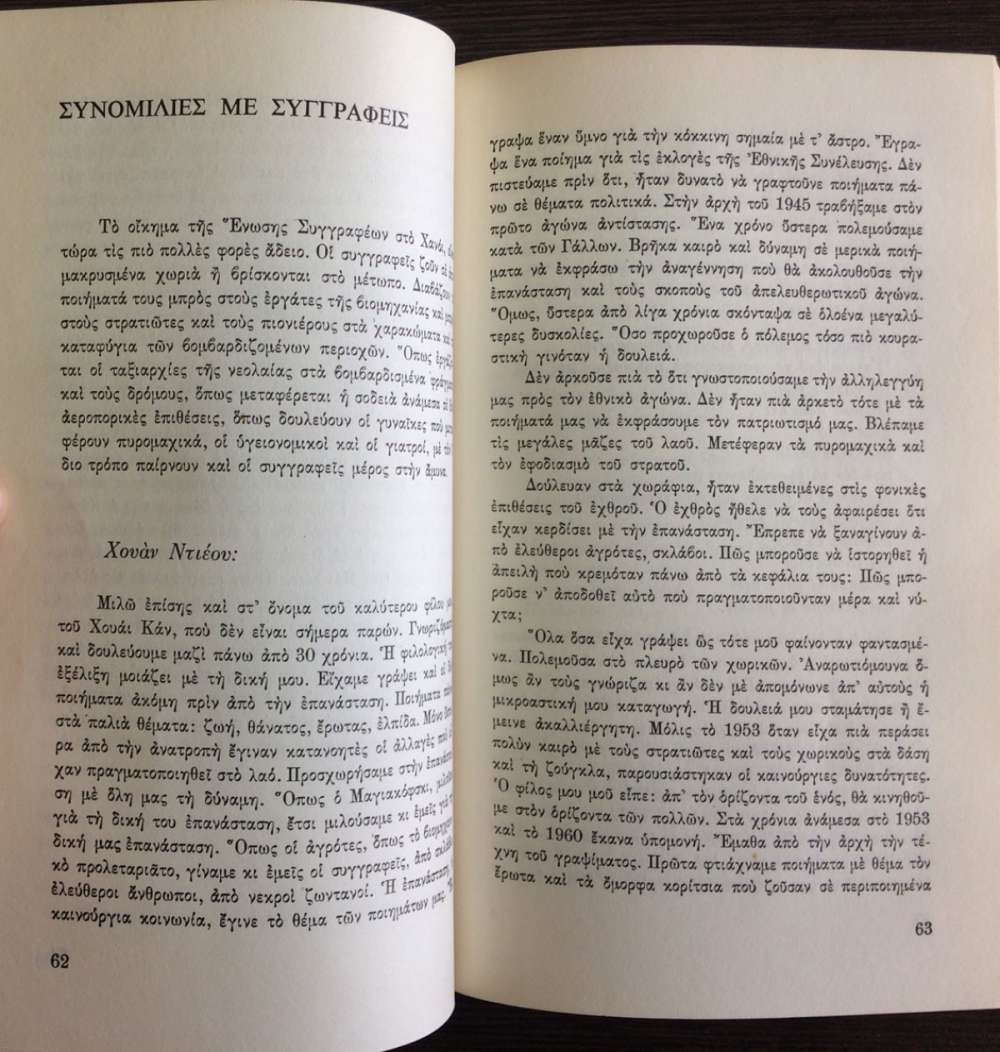 ΣΥΝΟΜΙΛΙΕΣ ΜΕ ΣΥΓΓΡΑΦΕΙΣ
Τὸ οἴκημα τῆς Ἕνωσης Συγγραφέων στὸ Χανόι,
τώρα τὶς πιὸ πολλὲς φορὲς ἄδειο. Οἱ συγγραφεῖς ζοῦν
μακρυσμένα χωριὰ ἢ βρίσκονται στὸ μέτωπο. Διαβάζουν
ποιήματά τους μπρὸς στοὺς ἐργάτες τῆς βιομηχανίας καὶ
στοὺς στρατιῶτες καὶ τοὺς πιονιέρους στὰ χαρακώματα
καταφύγια τῶν βομβαρδιζομένων περιοχῶν. Ὅπως
ται οἱ ταξιαρχίες τῆς νεολαίας στὰ βομβαρδισμένα
καὶ τοὺς δρόμους, ὅπως μεταφέρεται ἡ σοδειὰ ἀνάμεσα
ἀεροπορικὲς ἐπιθέσεις, ὅπως δουλεύουν οἱ γυναῖκες ποὺ
φέρουν πυρομαχικά, οἱ ὑγειονομικοὶ καὶ οἱ γιατροί, μὲ
διο τρόπο παίρνουν καὶ οἱ συγγραφεῖς μέρος στὴν ἄμυνα.
Χουὰν Ντιέου:
Μιλῶ ἐπίσης καὶ στ' ὄνομα τοῦ καλύτερου φίλου
τοῦ Χουάι Κάν, ποὺ δὲν εἶναι σήμερα παρών.
καὶ δουλεύουμε μαζὶ πάνω ἀπὸ 30 χρόνια. Ἡ φιλολογικὴ
ἐξέλιξη μοιάζει μὲ τὴ δική μου. Εἴχαμε γράψει καὶ
ποιήματα ἀκόμη πρὶν ἀπὸ τὴν ἐπανάσταση. Ποιήματα
στὰ παλιὰ θέματα: ζωή, θάνατος, ἔρωτας, ἐλπίδα. Μόνο
ρα ἀπὸ τὴν ἀνατροπὴ ἔγιναν κατανοητὲς οἱ ἀλλαγὲς ποὺ
χαν πραγματοποιηθεῖ στὸ λαό. Προσχωρήσαμε στὴν
ση μὲ ὅλη μας τὴ δύναμη. Ὅπως ὁ Μαγιακόφσκι,
γιὰ τὴ δική του ἐπανάσταση, ἔτσι μιλούσαμε κι ἐμεῖς γιὰ
δική μας ἐπανάσταση. Ὅπως οἱ ἀγρότες, ὅπως τὸ
κὸ προλεταριάτο, γίναμε κι ἐμεῖς οἱ συγγραφεῖς, ἀπὸ
ἐλεύθεροι ἄνθρωποι, ἀπὸ νεκροὶ ζωντανοί. Ἡ ἐπανάσταση
καινούργια κοινωνία, ἔγινε τὸ θέμα τῶν ποιημάτων μας.
62
γραψα ἕναν ὕμνο γιὰ τὴν κόκκινη σημαία μὲ τ' ἄστρο. Ἔγρα-
ψα ἕνα ποίημα γιὰ τὶς ἐκλογὲς τῆς Ἐθνικῆς Συνέλευσης. Δὲν
πιστεύαμε πρὶν ὅτι, ἦταν δυνατὸ νὰ γραφτοῦνε ποιήματα πά-
νω σὲ θέματα πολιτικά. Στὴν ἀρχὴ τοῦ 1945 τραβήξαμε στὸν
πρῶτο ἀγώνα ἀντίστασης. Ἕνα χρόνο ὕστερα πολεμούσαμε
κατὰ τῶν Γάλλων. Βρῆκα καιρὸ καὶ δύναμη σὲ μερικὰ ποιή-
ματα νὰ ἐκφράσω τὴν ἀναγέννηση ποὺ θὰ ἀκολουθοῦσε τὴν
ἐπανάσταση καὶ τοὺς σκοποὺς τοῦ ἀπελευθερωτικοῦ ἀγώνα.
Ὅμως, ὕστερα ἀπὸ λίγα χρόνια σκόνταψα σὲ ὁλοένα μεγαλύ-
τερες δυσκολίες. Ὅσο προχωροῦσε ὁ πόλεμος τόσο πιὸ κουρα-
στικὴ γινόταν ἡ δουλειά.
Δὲν ἀρκοῦσε πιὰ τὸ ὅτι γνωστοποιούσαμε τὴν ἀλληλεγγύη
μας πρὸς τὸν ἐθνικὸ ἀγώνα. Δὲν ἦταν πιὰ ἀρκετὸ τότε μὲ τὰ
ποιήματά μας νὰ ἐκφράσουμε τὸν πατριωτισμό μας. Βλέπαμε
τὶς μεγάλες μᾶζες τοῦ λαοῦ. Μετέφεραν τὰ πυρομαχικὰ καὶ
τὸν ἐφοδιασμὸ τοῦ στρατοῦ.
Δούλευαν στὰ χωράφια, ἦταν ἐκτεθειμένες στὶς φονικὲς
ἐπιθέσεις τοῦ ἐχθροῦ. Ὁ ἐχθρὸς ἤθελε νὰ τοὺς ἀφαιρέσει ὅτι
εἶχαν κερδίσει μὲ τὴν ἐπανάσταση. Ἔπρεπε νὰ ξαναγίνουν ἀ-
πὸ ἐλεύθεροι ἀγρότες, σκλάβοι. Πῶς μποροῦσε νὰ ἱστορηθεῖ ἡ
ἀπειλὴ ποὺ κρεμόταν πάνω ἀπὸ τὰ κεφάλια τους: Πῶς μπο-
ροῦσε ν' ἀποδοθεῖ αὐτὸ ποὺ πραγματοποιοῦνταν μέρα καὶ νύ-
χτα;
Ὅλα ὅσα εἶχα γράψει ὣς τότε μοῦ φαίνονταν φαντασμέ-
να. Πολεμοῦσα στὸ πλευρὸ τῶν χωρικῶν. Ἀναρωτιόμουνα ὅ-
μως ἂν τοὺς γνώριζα κι ἂν δὲν μὲ ἀπομόνωνε ἀπ' αὐτοὺς ἡ
μικροαστική μου καταγωγή. Ἡ δουλειά μου σταμάτησε ἢ ἔ-
μεινε ἀκαλλιέργητη. Μόλις τὸ 1953 ὅταν εἶχα πιὰ περάσει
πολὺν καιρὸ μὲ τοὺς στρατιῶτες καὶ τοὺς χωρικοὺς στὰ δάση
καὶ τὴ ζούγκλα, παρουσιάστηκαν οἱ καινούργιες δυνατότητες.
Ὁ φίλος μου μοῦ εἶπε: ἀπ' τὸν ὁρίζοντα τοῦ ἑνός, θὰ κινηθοῦ-
με στὸν ὁρίζοντα τῶν πολλῶν. Στὰ χρόνια ἀνάμεσα στὸ 1953
καὶ τὸ 1960 ἔκανα ὑπομονή. Ἔμαθα ἀπὸ τὴν ἀρχὴ τὴν τέ-
χνη τοῦ γραψίματος. Πρῶτα φτιάχναμε ποιήματα μὲ θέμα τὸν
ἔρωτα καὶ τὰ ὄμορφα κορίτσια ποὺ ζοῦσαν σὲ περιποιημένα
63